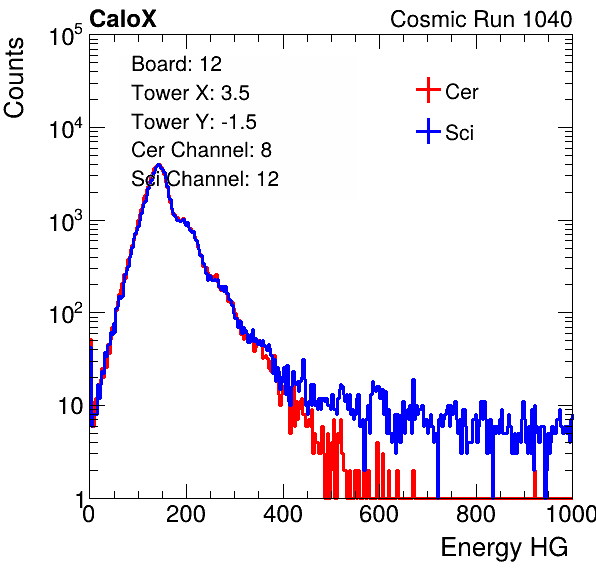 CaloX Cosmic Run 1040
Counts
10^5
10^4
10^3
10^2
10
1
Board: 12
Tower X: 3.5
Tower Y: -1.5
Cer Channel: 8
Sci Channel: 12
Cer
Sci
0 200 400 600 800 1000
Energy HG